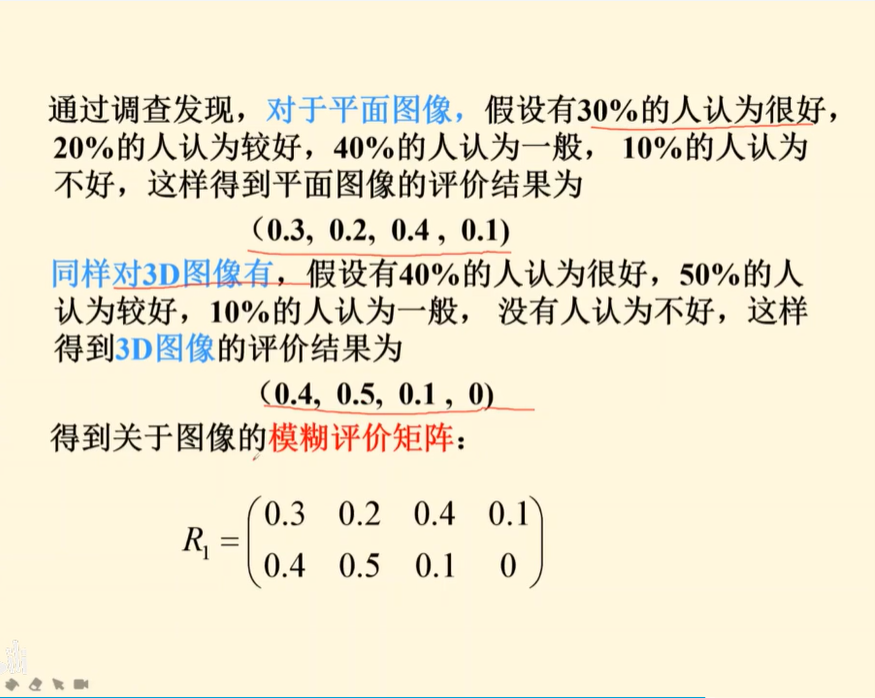 通过调查发现，对于平面图像，假设有30%的人认为很好，
20%的人认为较好，40%的人认为一般， 10%的人认为
不好，这样得到平面图像的评价结果为
（0.3, 0.2, 0.4 , 0.1)
同样对3D图像有，假设有40%的人认为很好，50%的人
认为较好，10%的人认为一般， 没有人认为不好，这样
得到3D图像的评价结果为
（0.4, 0.5, 0.1 , 0)
得到关于图像的模糊评价矩阵：
R₁ = (0.3 0.2 0.4 0.1
0.4 0.5 0.1 0)